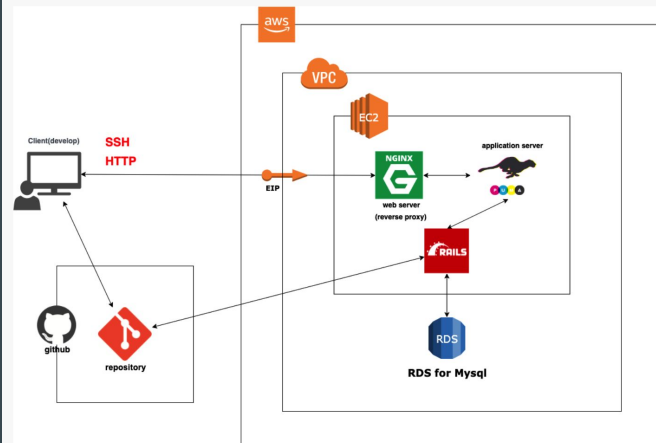 aws
VPC
EC2
Client(develop)
SSH
HTTP
EIP
NGINX
web server
(reverse proxy)
application server
PUMA
RAILS
github
repository
RDS
RDS for Mysql